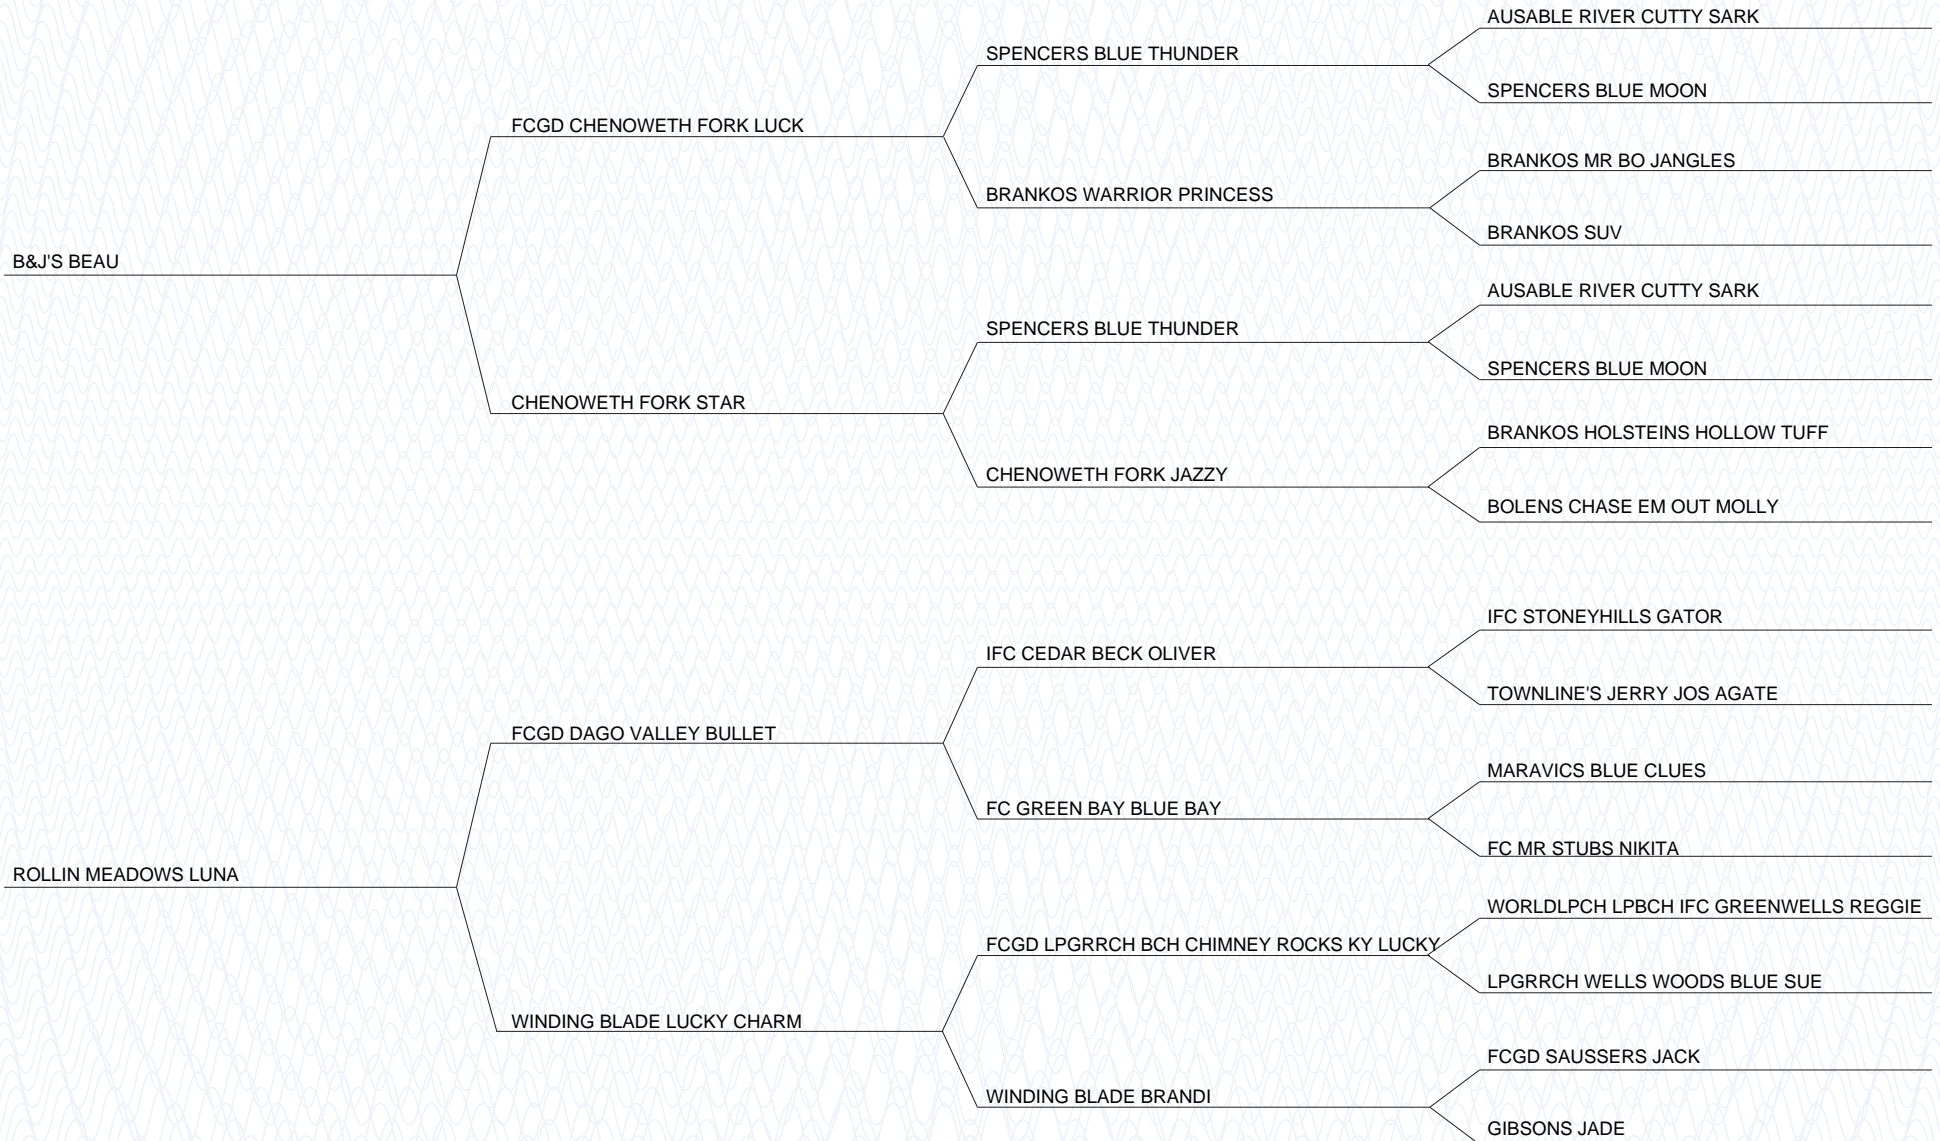 AUSABLE RIVER CUTTY SARK
SPENCERS BLUE THUNDER
SPENCERS BLUE MOON
FCGD CHENOWETH FORK LUCK
BRANKOS MR BO JANGLES
BRANKOS WARRIOR PRINCESS
BRANKOS SUV
B&J'S BEAU
AUSABLE RIVER CUTTY SARK
SPENCERS BLUE THUNDER
SPENCERS BLUE MOON
CHENOWETH FORK STAR
BRANKOS HOLSTEINS HOLLOW TUFF
CHENOWETH FORK JAZZY
BOLENS CHASE EM OUT MOLLY
IFC STONEYHILLS GATOR
IFC CEDAR BECK OLIVER
TOWNLINE'S JERRY JOS AGATE
FCGD DAGO VALLEY BULLET
MARAVICS BLUE CLUES
FC GREEN BAY BLUE BAY
FC MR STUBS NIKITA
ROLLIN MEADOWS LUNA
WORLDLPCH LPBCH IFC GREENWELLS REGGIE
FCGD LPGRRCH BCH CHIMNEY ROCKS KY LUCKY
LPGRRCH WELLS WOODS BLUE SUE
WINDING BLADE LUCKY CHARM
FCGD SAUSSERS JACK
WINDING BLADE BRANDI
GIBSONS JADE